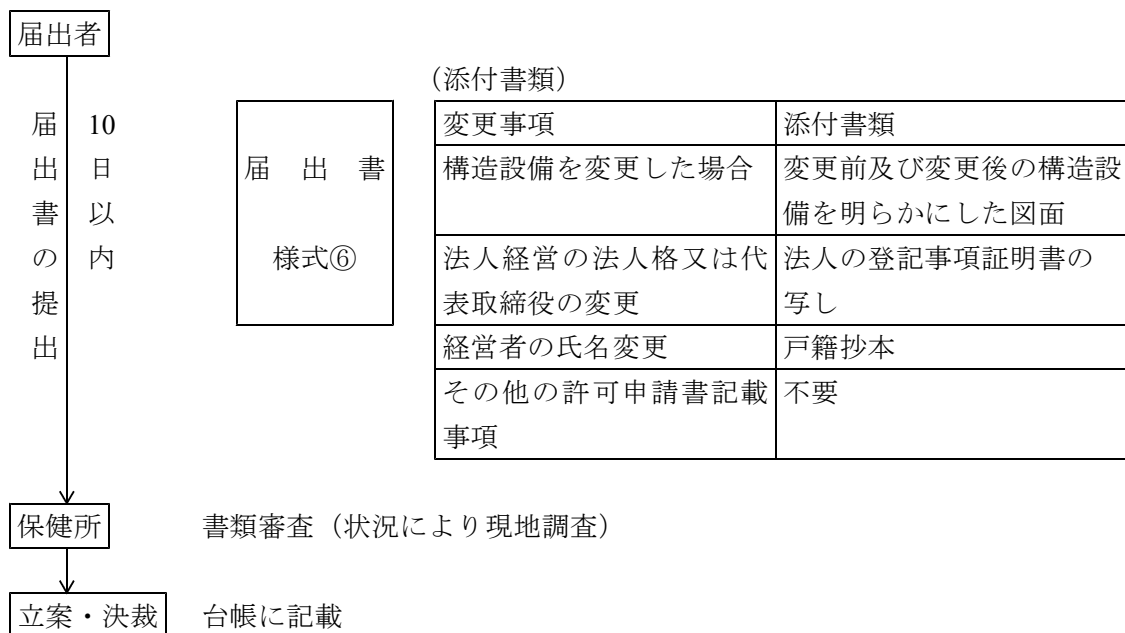 届出者
届出書の提出
10日以内
届出書
様式⑥
(添付書類)
変更事項 添付書類
構造設備を変更した場合 変更前及び変更後の構造設
備を明らかにした図面
法人経営の法人格又は代 法人の登記事項証明書の
表取締役の変更 写し
経営者の氏名変更 戸籍抄本
その他の許可申請書記載 不要
事項
保健所 書類審査（状況により現地調査）
立案・決裁 台帳に記載